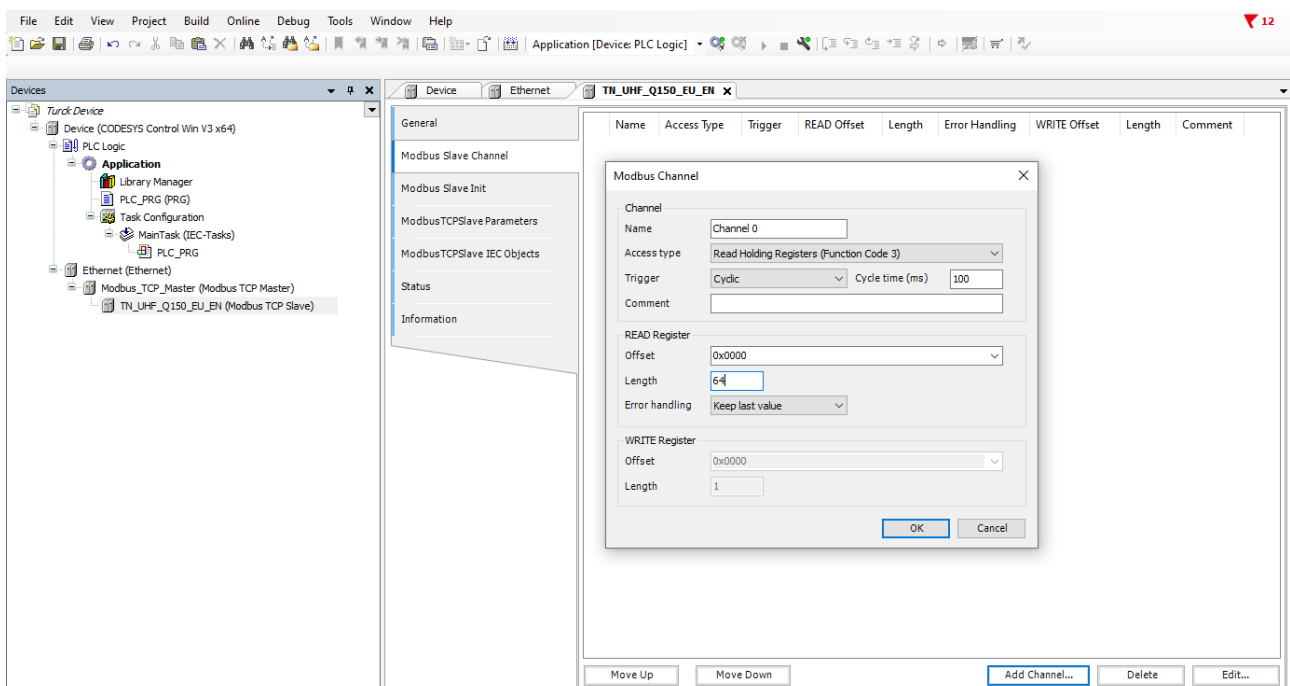 File Edit View Project Build Online Debug Tools Window Help
12
Application [Device: PLC Logic]
Devices
Turck Device
Device (CODESYS Control Win V3 x64)
PLC Logic
Application
Library Manager
PLC_PRG (PRG)
Task Configuration
MainTask (IEC-Tasks)
PLC_PRG
Ethernet (Ethernet)
Modbus_TCP_Master (Modbus TCP Master)
TN_UHF_Q150_EU_EN (Modbus TCP Slave)
Device Ethernet TN_UHF_Q150_EU_EN
General
Modbus Slave Channel
Modbus Slave Init
ModbusTCPSlave Parameters
ModbusTCPSlave IEC Objects
Status
Information
Name Access Type Trigger READ Offset Length Error Handling WRITE Offset Length Comment
Modbus Channel
Channel
Name Channel 0
Access type Read Holding Registers (Function Code 3)
Trigger Cyclic Cycle time (ms) 100
Comment
READ Register
Offset 0x0000
Length 64
Error handling Keep last value
WRITE Register
Offset 0x0000
Length 1
OK Cancel
Move Up Move Down Add Channel... Delete Edit...